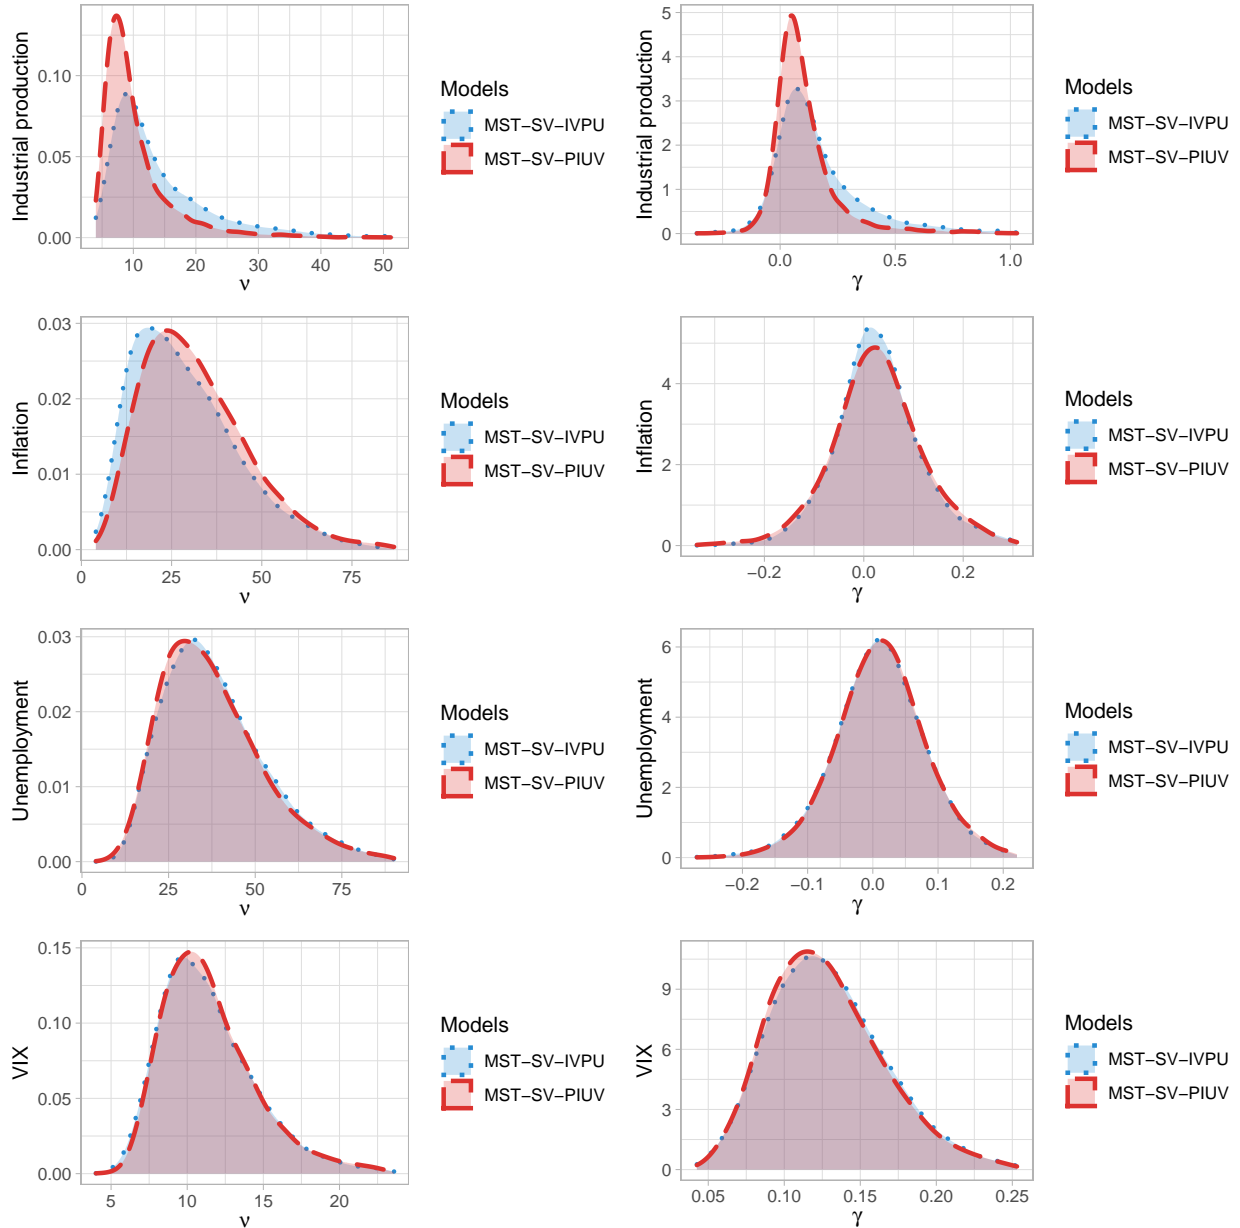 Industrial production
0.00
0.05
0.10
10
20
30
40
50
ν
Models
MST−SV−IVPU
MST−SV−PIUV
Industrial production
0
1
2
3
4
5
0.0
0.5
1.0
γ
Models
MST−SV−IVPU
MST−SV−PIUV
Inflation
0.00
0.01
0.02
0.03
0
25
50
75
ν
Models
MST−SV−IVPU
MST−SV−PIUV
Inflation
0
2
4
−0.2
0.0
0.2
γ
Models
MST−SV−IVPU
MST−SV−PIUV
Unemployment
0.00
0.01
0.02
0.03
0
25
50
75
ν
Models
MST−SV−IVPU
MST−SV−PIUV
Unemployment
0
2
4
6
−0.2
−0.1
0.0
0.1
0.2
γ
Models
MST−SV−IVPU
MST−SV−PIUV
VIX
0.00
0.05
0.10
0.15
5
10
15
20
ν
Models
MST−SV−IVPU
MST−SV−PIUV
VIX
0
3
6
9
0.05
0.10
0.15
0.20
0.25
γ
Models
MST−SV−IVPU
MST−SV−PIUV